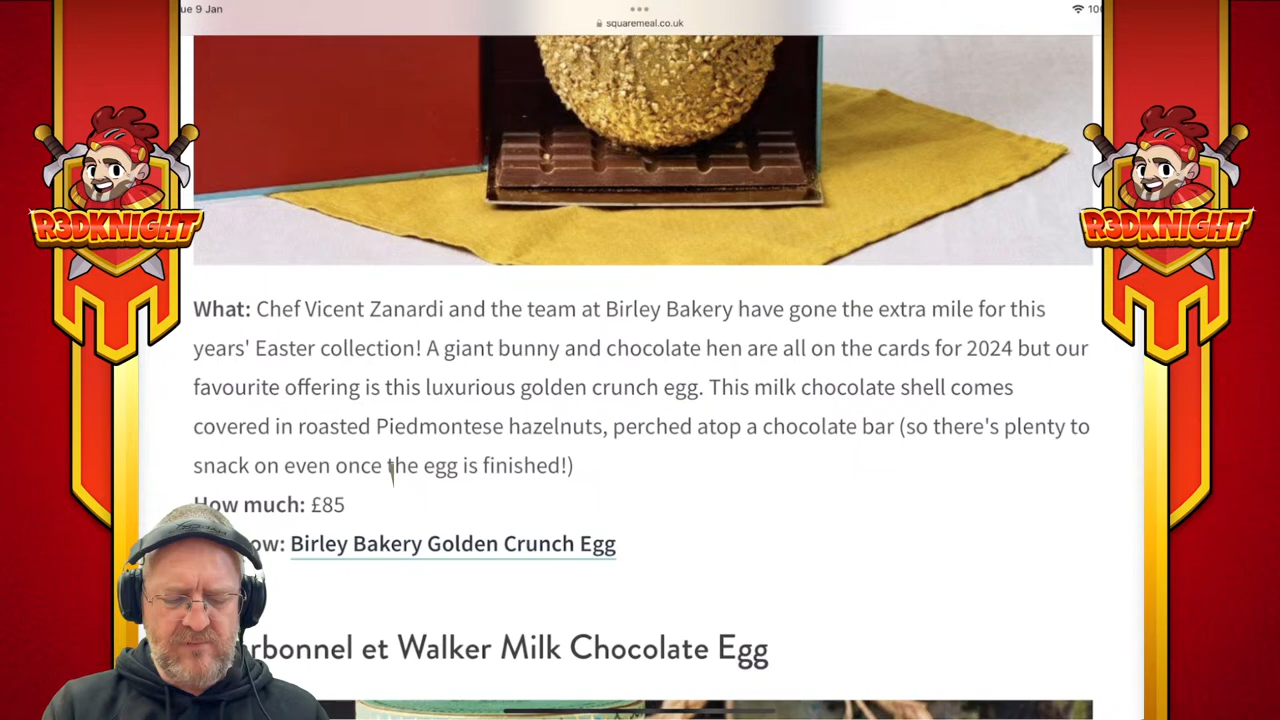 ue 9 Jan
squaremeal.co.uk
10
R3DKNIGHT
R3DKNIGHT
What: Chef Vicent Zanardi and the team at Birley Bakery have gone the extra mile for this
years' Easter collection! A giant bunny and chocolate hen are all on the cards for 2024 but our
favourite offering is this luxurious golden crunch egg. This milk chocolate shell comes
covered in roasted Piedmontese hazelnuts, perched atop a chocolate bar (so there's plenty to
snack on even once the egg is finished!)
How much: £85
ow: Birley Bakery Golden Crunch Egg
rbonnel et Walker Milk Chocolate Egg